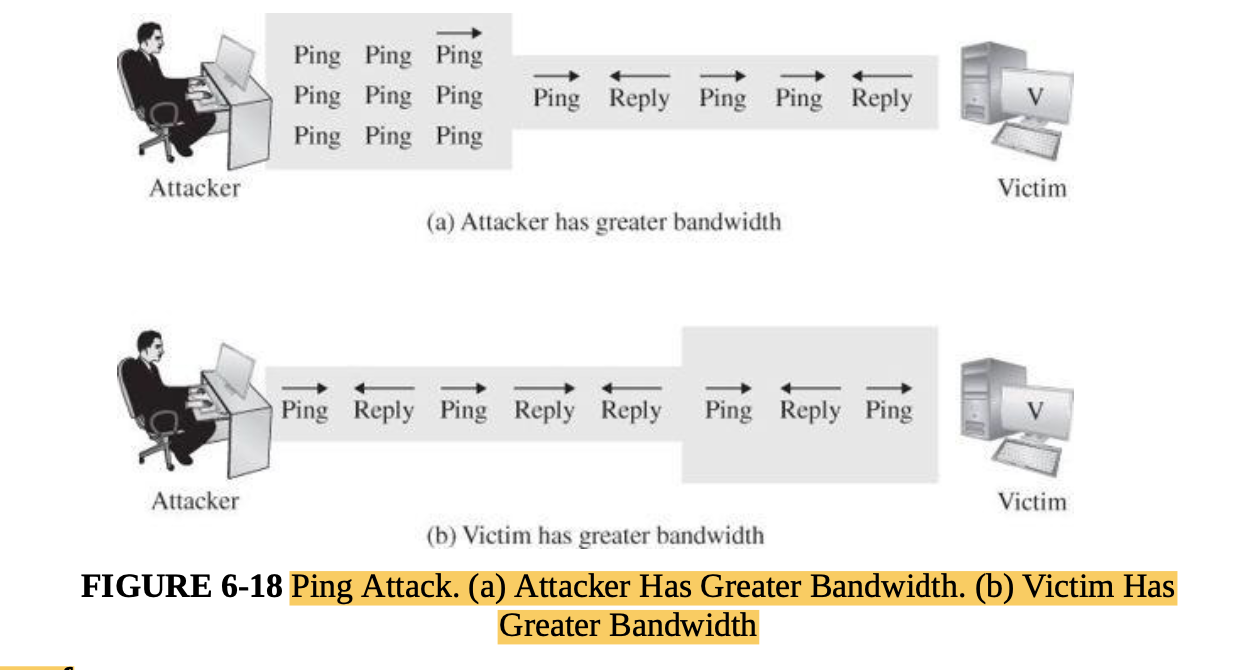 Ping Ping Ping
Ping Ping Ping
Ping Ping Ping
Ping Reply Ping Ping Reply
V
Attacker
Victim
(a) Attacker has greater bandwidth
Ping Reply Ping Reply Reply Ping Reply Ping
V
Attacker
Victim
(b) Victim has greater bandwidth
FIGURE 6-18 Ping Attack. (a) Attacker Has Greater Bandwidth. (b) Victim Has
Greater Bandwidth